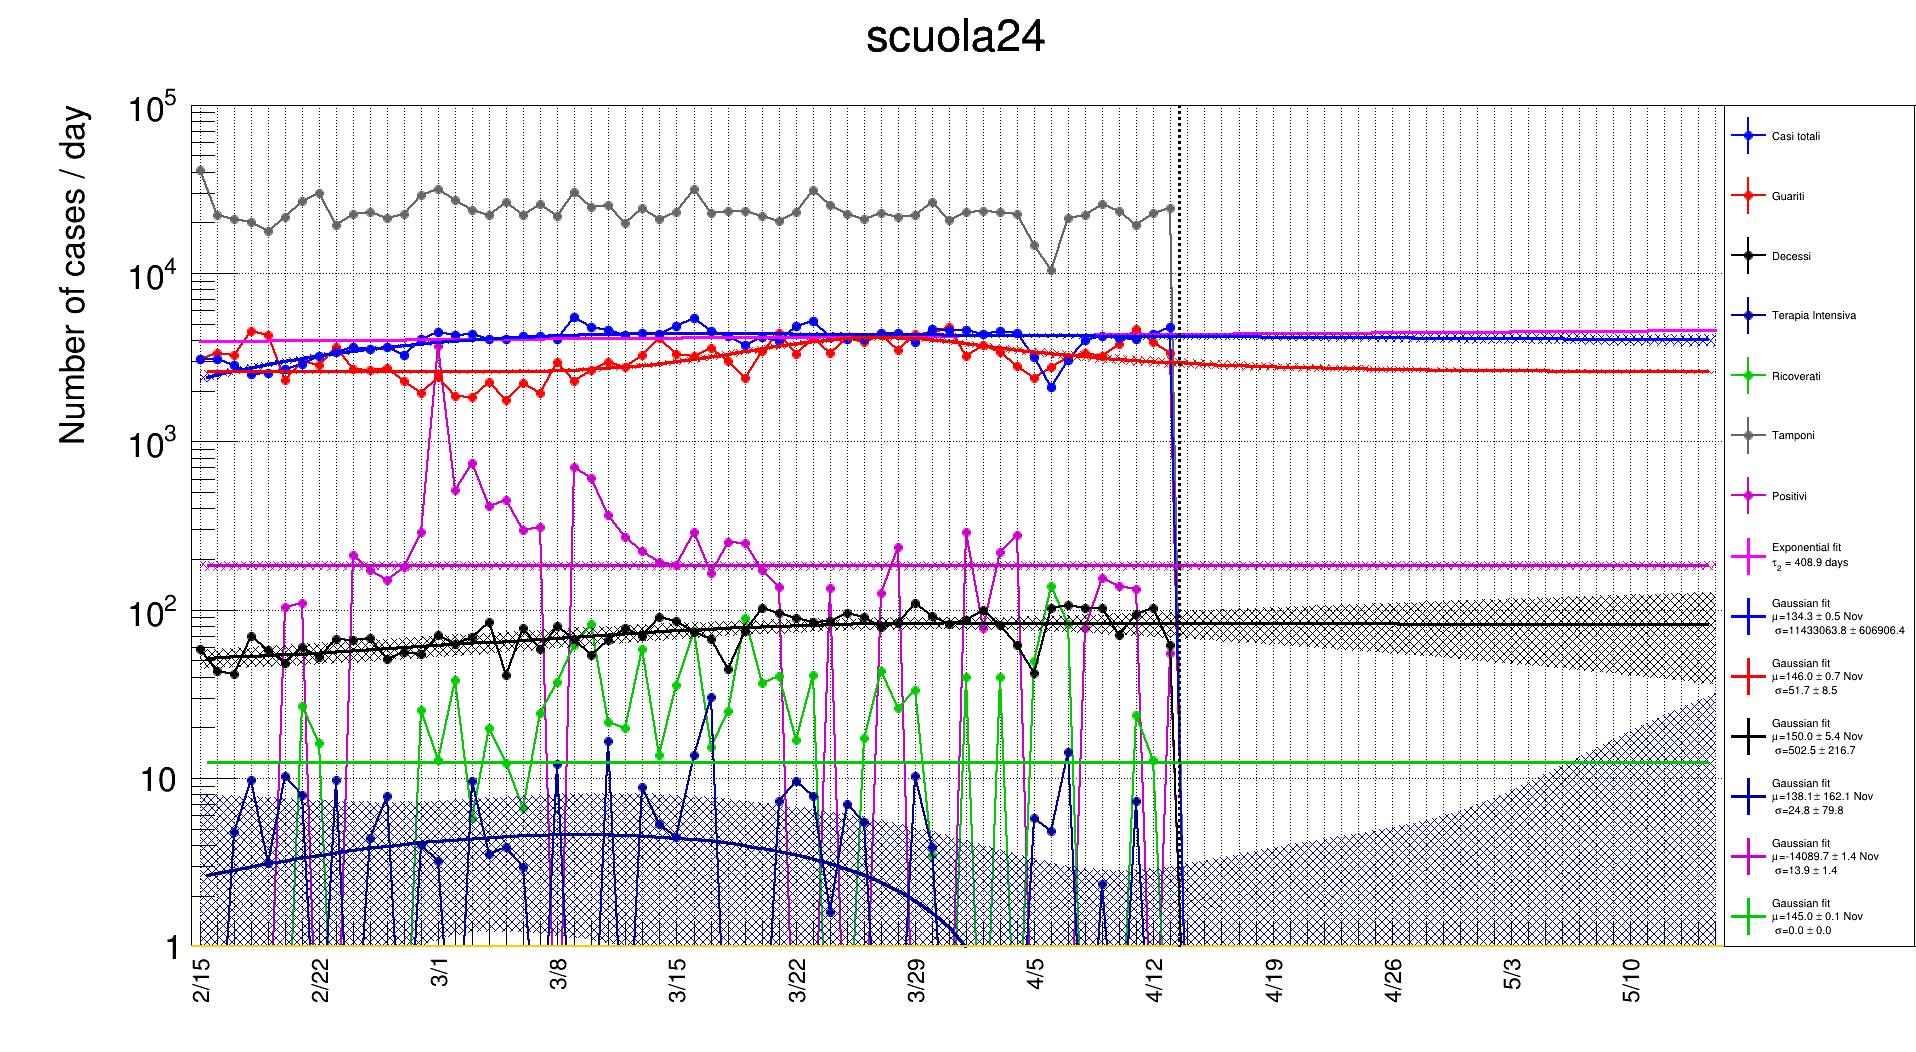 scuola24
Number of cases / day
10^5
10^4
10^3
10^2
10
1
2/15
2/22
3/1
3/8
3/15
3/22
3/29
4/5
4/12
4/19
4/26
5/3
5/10
Casi totali
Guariti
Decessi
Terapia Intensiva
Ricoverati
Tamponi
Positivi
Exponential fit
τ2 = 408.9 days
Gaussian fit
μ=134.3 ± 0.5 Nov
σ=11433063.8 ± 606906.4
Gaussian fit
μ=146.0 ± 0.7 Nov
σ=51.7 ± 8.5
Gaussian fit
μ=150.0 ± 5.4 Nov
σ=502.5 ± 216.7
Gaussian fit
μ=138.1 ± 162.1 Nov
σ=24.8 ± 79.8
Gaussian fit
μ=-14089.7 ± 1.4 Nov
σ=13.9 ± 1.4
Gaussian fit
μ=145.0 ± 0.1 Nov
σ=0.0 ± 0.0